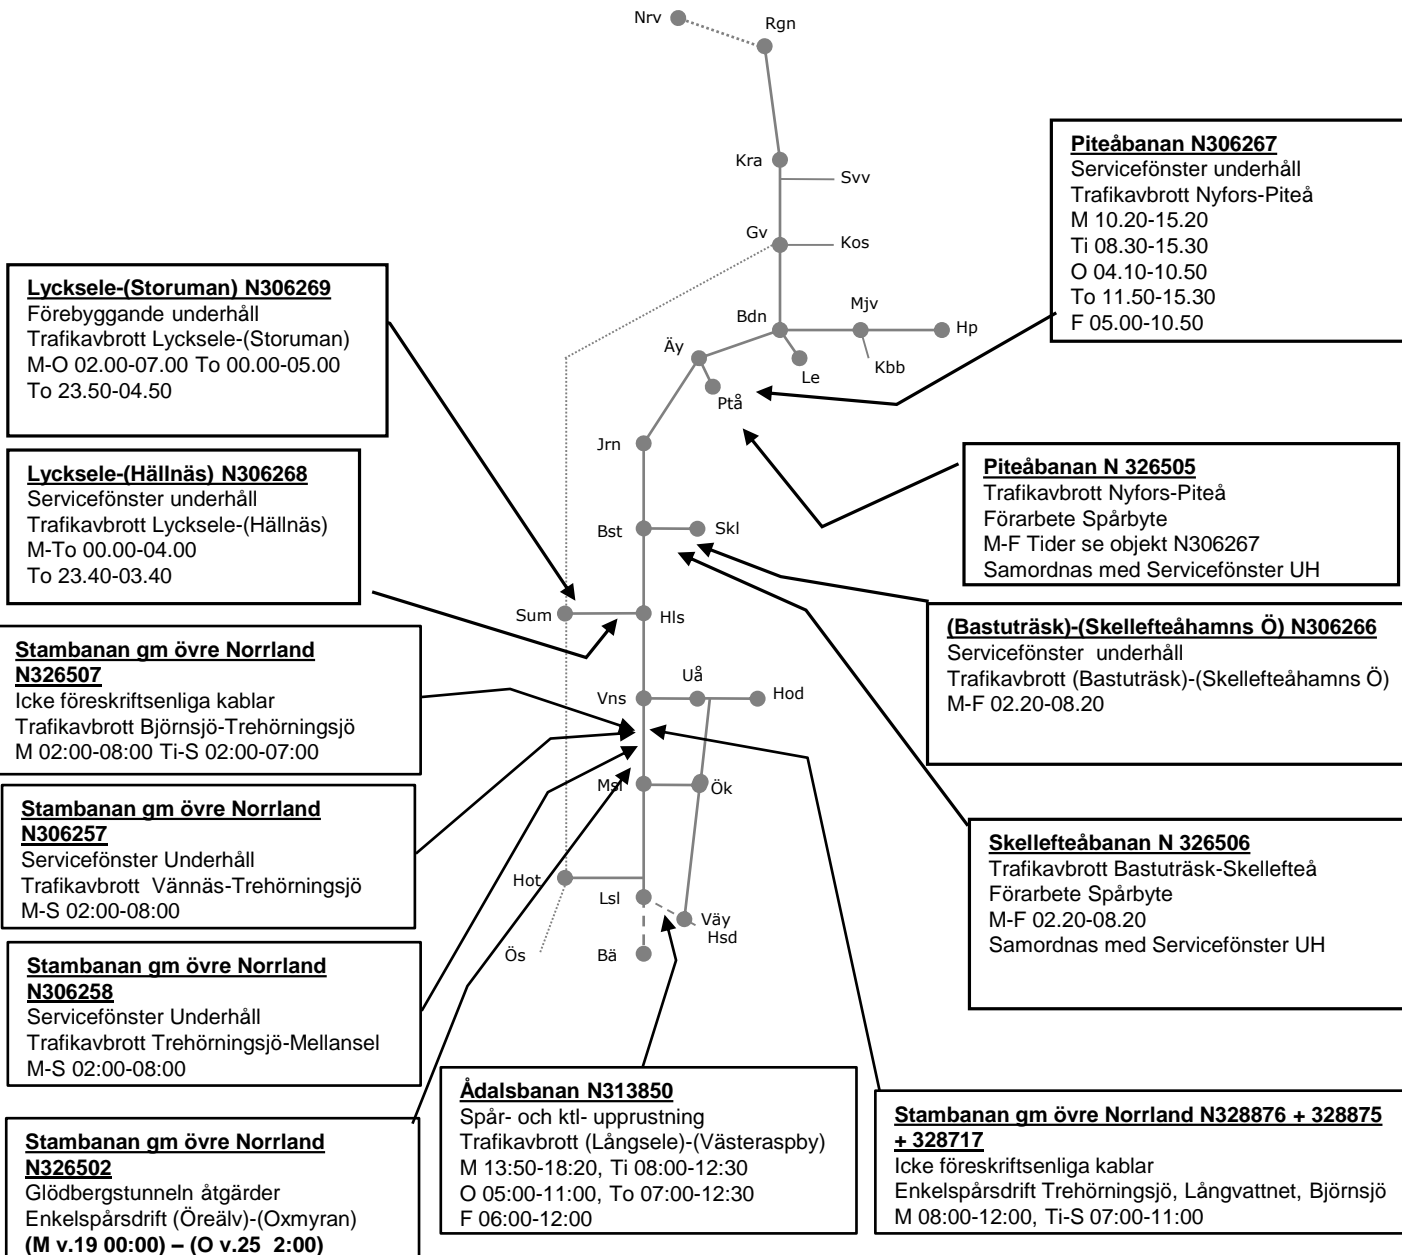 Nrv
Rgn
Kra
Svv
Gv
Kos
Bdn
Mjv
Hp
Kbb
Le
Äy
Ptå
Jrn
Bst
Skl
Sum
Hls
Vns
Uå
Hod
Msl
Ök
Hot
Lsl
Väy
Hsd
Ös
Bä
Piteåbanan N306267
Servicefönster underhåll
Trafikavbrott Nyfors-Piteå
M 10.20-15.20
Ti 08.30-15.30
O 04.10-10.50
To 11.50-15.30
F 05.00-10.50
Lycksele-(Storuman) N306269
Förebyggande underhåll
Trafikavbrott Lycksele-(Storuman)
M-O 02.00-07.00 To 00.00-05.00
To 23.50-04.50
Lycksele-(Hällnäs) N306268
Servicefönster underhåll
Trafikavbrott Lycksele-(Hällnäs)
M-To 00.00-04.00
To 23.40-03.40
Piteåbanan N 326505
Trafikavbrott Nyfors-Piteå
Förarbete Spårbyte
M-F Tider se objekt N306267
Samordnas med Servicefönster UH
(Bastuträsk)-(Skellefteåhamns Ö) N306266
Servicefönster underhåll
Trafikavbrott (Bastuträsk)-(Skellefteåhamns Ö)
M-F 02.20-08.20
Stambanan gm övre Norrland
N326507
Icke föreskriftsenliga kablar
Trafikavbrott Björnsjö-Trehörningsjö
M 02:00-08:00 Ti-S 02:00-07:00
Stambanan gm övre Norrland
N306257
Servicefönster Underhåll
Trafikavbrott Vännäs-Trehörningsjö
M-S 02:00-08:00
Skellefteåbanan N 326506
Trafikavbrott Bastuträsk-Skellefteå
Förarbete Spårbyte
M-F 02.20-08.20
Samordnas med Servicefönster UH
Stambanan gm övre Norrland
N306258
Servicefönster Underhåll
Trafikavbrott Trehörningsjö-Mellansel
M-S 02:00-08:00
Ådalsbanan N313850
Spår- och ktl- upprustning
Trafikavbrott (Långsele)-(Västeraspby)
M 13:50-18:20, Ti 08:00-12:30
O 05:00-11:00, To 07:00-12:30
F 06:00-12:00
Stambanan gm övre Norrland N328876 + 328875
+ 328717
Icke föreskriftsenliga kablar
Enkelspårsdrift Trehörningsjö, Långvattnet, Björnsjö
M 08:00-12:00, Ti-S 07:00-11:00
Stambanan gm övre Norrland
N326502
Glödbergstunneln åtgärder
Enkelspårsdrift (Öreälv)-(Oxmyran)
(M v.19 00:00) – (O v.25 2:00)